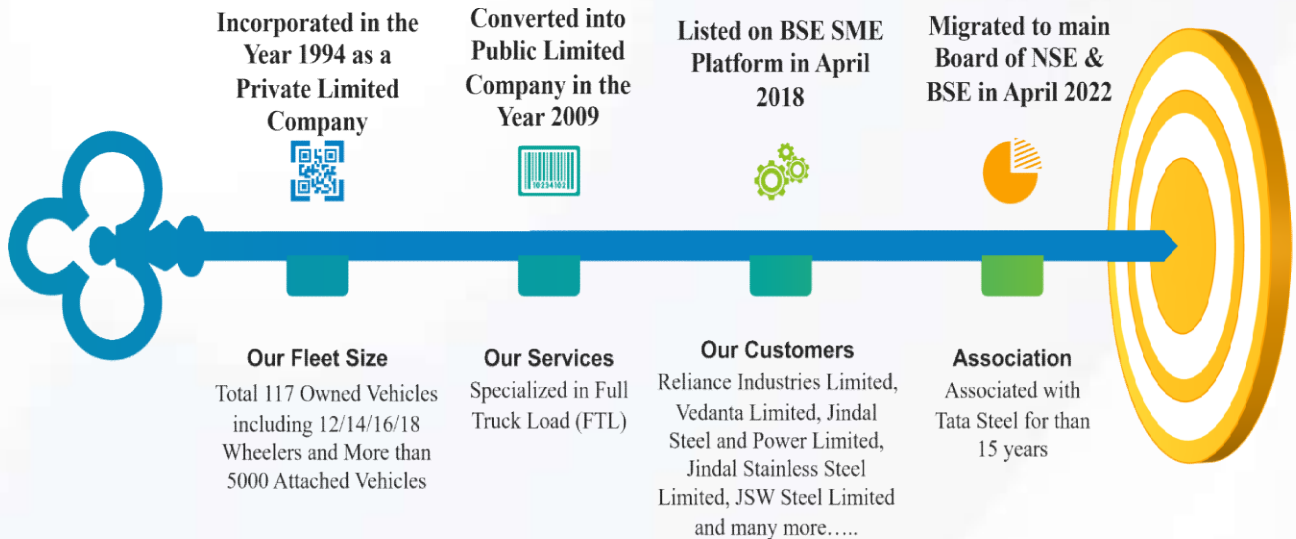 Incorporated in the
Year 1994 as a
Private Limited
Company
Converted into
Public Limited
Company in the
Year 2009
Listed on BSE SME
Platform in April
2018
Migrated to main
Board of NSE &
BSE in April 2022
10234102
Our Fleet Size
Total 117 Owned Vehicles
including 12/14/16/18
Wheelers and More than
5000 Attached Vehicles
Our Services
Specialized in Full
Truck Load (FTL)
Our Customers
Reliance Industries Limited,
Vedanta Limited, Jindal
Steel and Power Limited,
Jindal Stainless Steel
Limited, JSW Steel Limited
and many more…..
Association
Associated with
Tata Steel for than
15 years